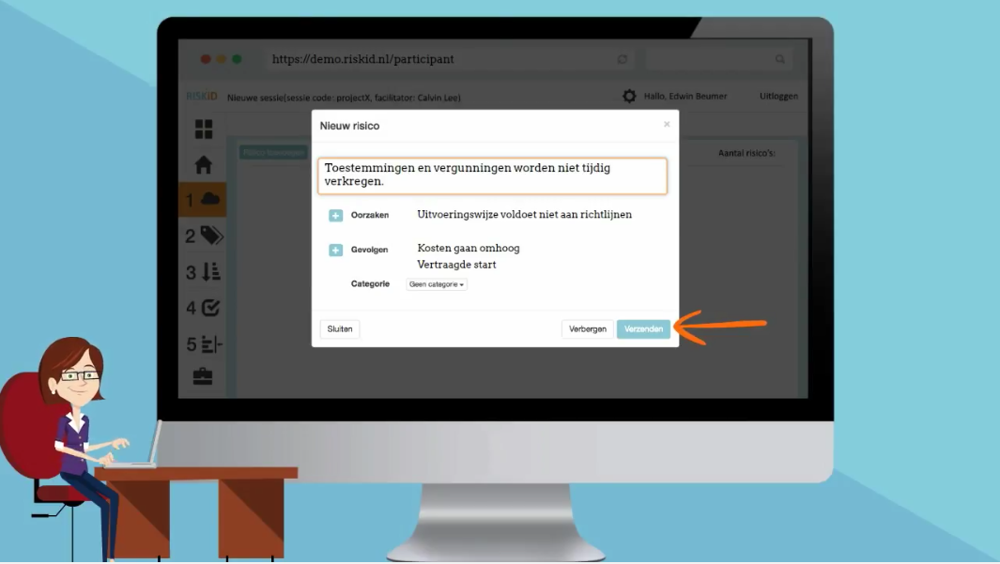 https://demo.riskid.nl/participant
RISKID Nieuwe sessie(sessie code: projectX, facilitator: Calvin Lee) Hallo, Edwin Beumer Uitloggen
Nieuw risico ×
Risico toevoegen Aantal risico's:
Toestemmingen en vergunningen worden niet tijdig
verkregen.
1
Oorzaken Uitvoeringswijze voldoet niet aan richtlijnen
2
Gevolgen Kosten gaan omhoog
Vertraagde start
3
Categorie Geen categorie
4
Sluiten Verbergen Verzenden
5